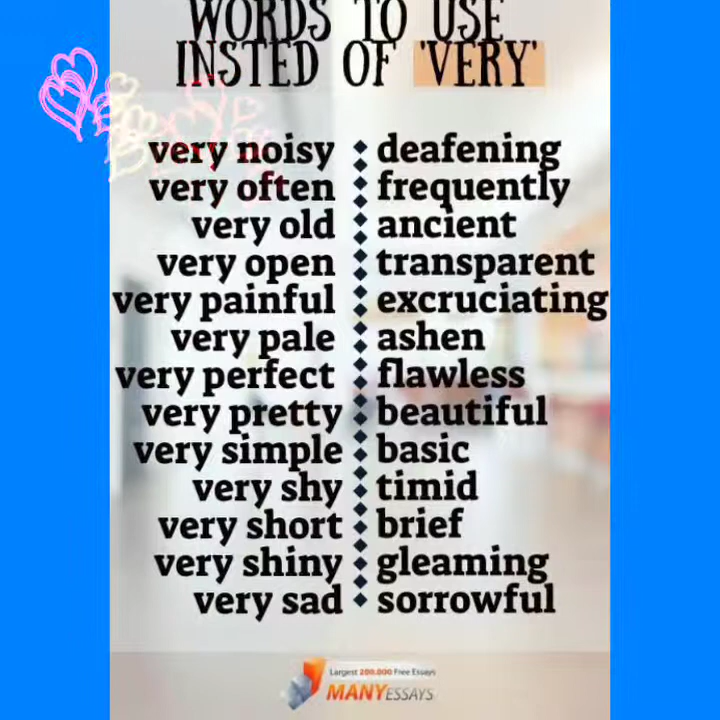 WORDS TO USE
INSTED OF 'VERY'
very noisy deafening
very often frequently
very old ancient
very open transparent
very painful excruciating
very pale ashen
very perfect flawless
very pretty beautiful
very simple basic
very shy timid
very short brief
very shiny gleaming
very sad sorrowful
Largest 200.000 Free Essays
MANYESSAYS